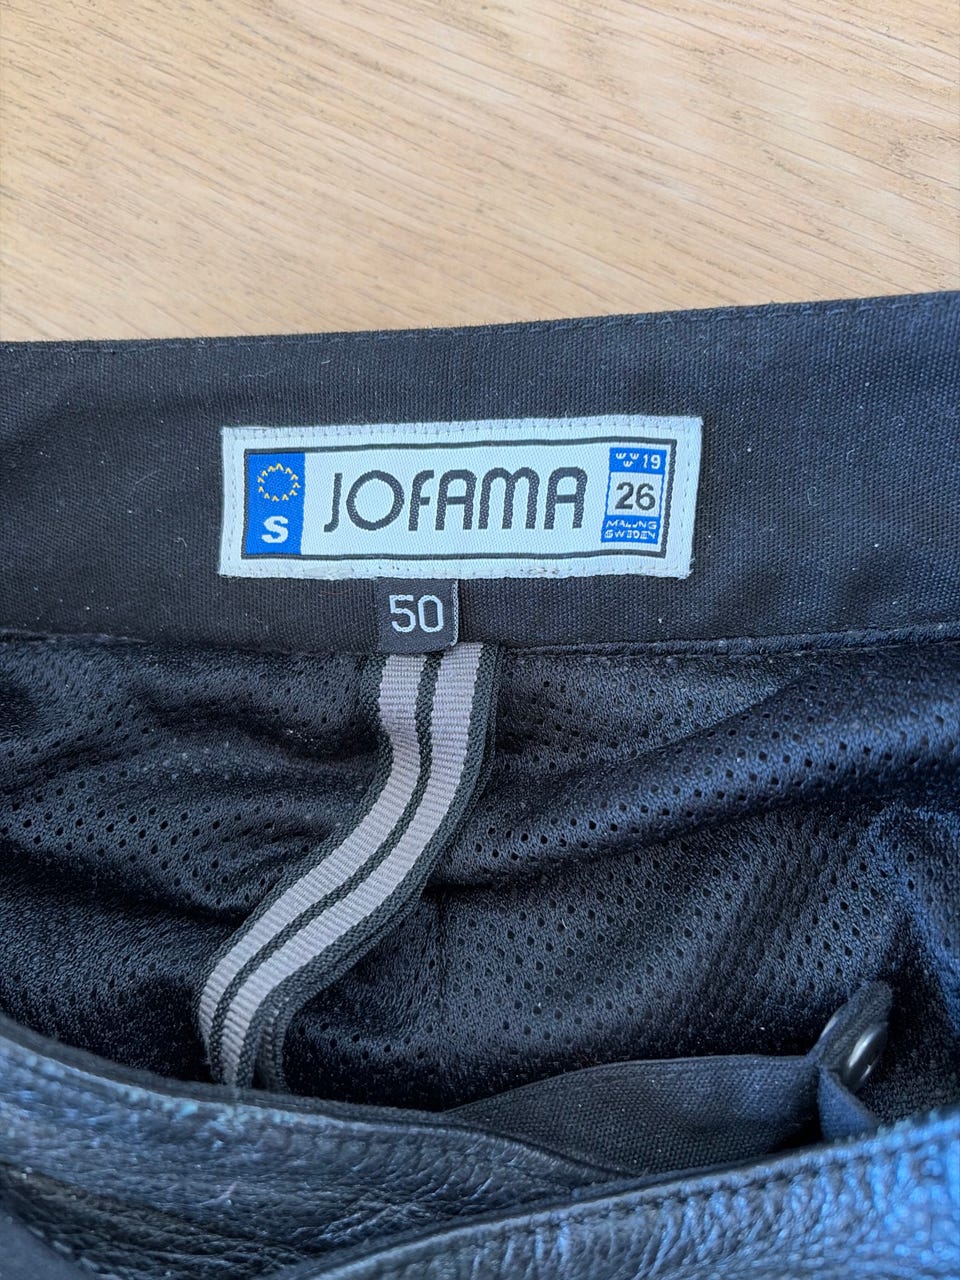 S
JOFAMA
19
26
MALUNG
SWEDEN
50